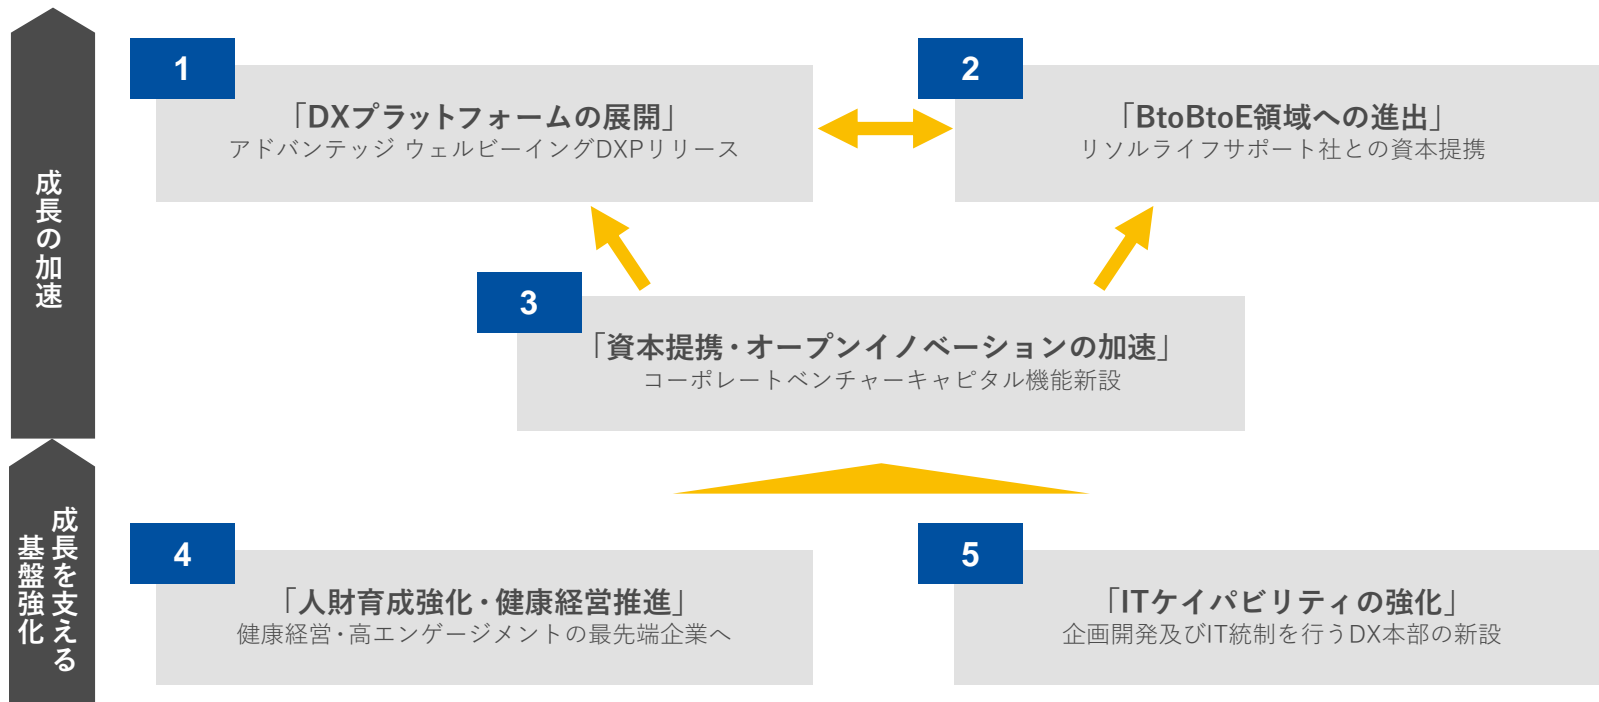 成長の加速
1
「DXプラットフォームの展開」
アドバンテッジ ウェルビーイングDXPリリース
2
「BtoBtoE領域への進出」
リソルライフサポート社との資本提携
3
「資本提携・オープンイノベーションの加速」
コーポレートベンチャーキャピタル機能新設
成長を支える
基盤強化
4
「人財育成強化・健康経営推進」
健康経営・高エンゲージメントの最先端企業へ
5
「ITケイパビリティの強化」
企画開発及びIT統制を行うDX本部の新設